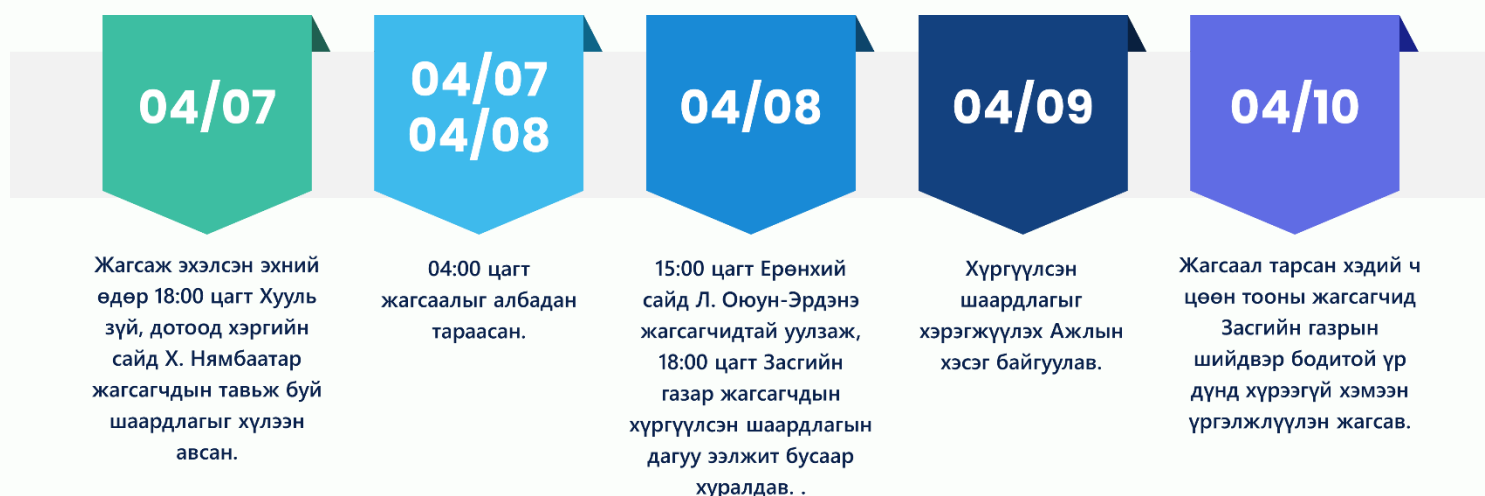 04/07
Жагсаж эхэлсэн эхний
өдөр 18:00 цагт Хууль
зүй, дотоод хэргийн
сайд Х. Нямбаатар
жагсагчдын тавьж буй
шаардлагыг хүлээн
авсан.
04/07
04/08
04:00 цагт
жагсаалыг албадан
тараасан.
04/08
15:00 цагт Ерөнхий
сайд Л. Оюун-Эрдэнэ
жагсагчидтай уулзаж,
18:00 цагт Засгийн
газар жагсагчдын
хүргүүлсэн шаардлагын
дагуу ээлжит бусаар
хуралдав. .
04/09
Хүргүүлсэн
шаардлагыг
хэрэгжүүлэх Ажлын
хэсэг байгуулав.
04/10
Жагсаал тарсан хэдий ч
цөөн тооны жагсагчид
Засгийн газрын
шийдвэр бодитой үр
дүнд хүрээгүй хэмээн
үргэлжлүүлэн жагсав.